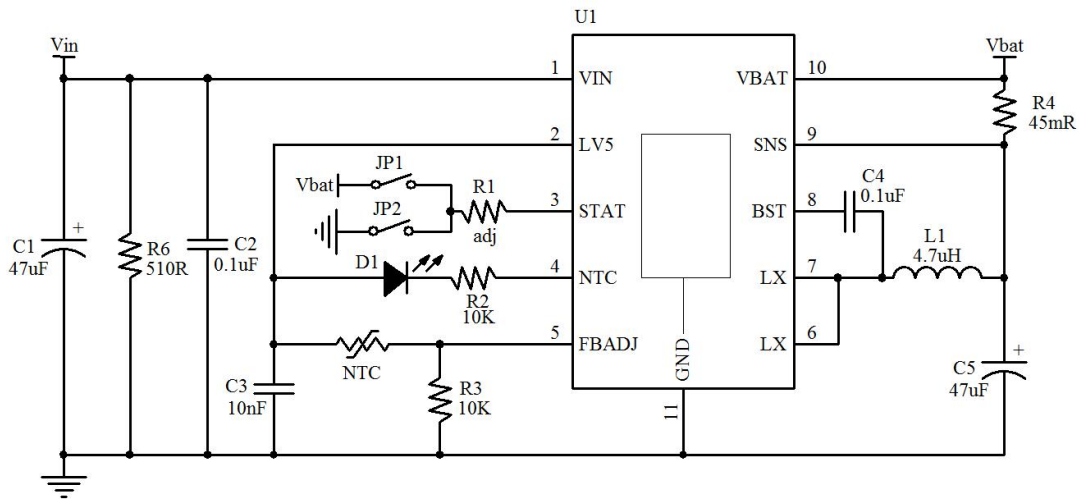 U1
Vin
Vbat
1
VIN
VBAT
10
R4
45mR
2
LV5
SNS
9
JP1
Vbat
R1
C4
0.1uF
3
STAT
BST
8
JP2
adj
C1
47uF
+
R6
510R
C2
0.1uF
D1
L1
4.7uH
4
NTC
LX
7
R2
10K
5
FBADJ
LX
6
NTC
GND
C5
47uF
+
C3
10nF
R3
10K
11